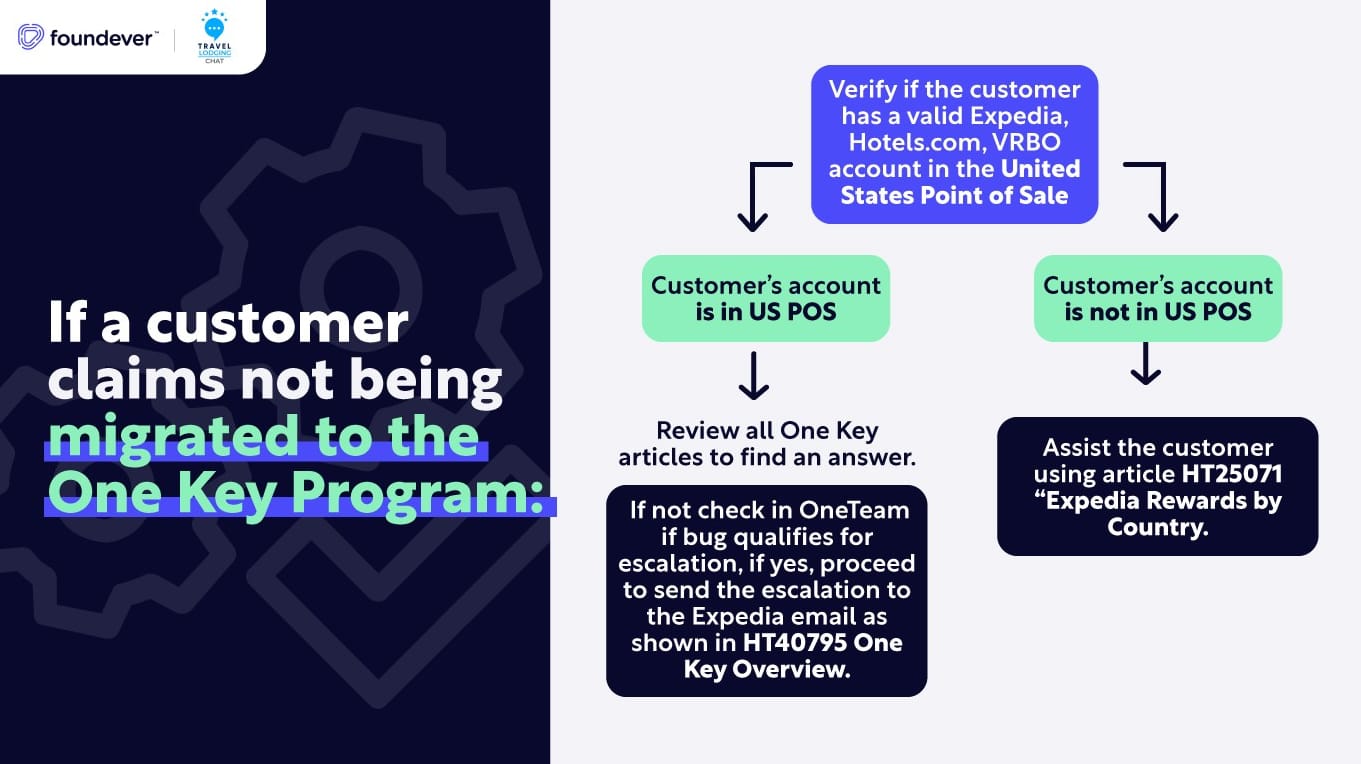 foundever™
TRAVEL
LODGING
CHAT
If a customer
claims not being
migrated to the
One Key Program:
Verify if the customer
has a valid Expedia,
Hotels.com, VRBO
account in the United
States Point of Sale
Customer’s account
is in US POS
Customer’s account
is not in US POS
Review all One Key
articles to find an answer.
If not check in OneTeam
if bug qualifies for
escalation, if yes, proceed
to send the escalation to
the Expedia email as
shown in HT40795 One
Key Overview.
Assist the customer
using article HT25071
“Expedia Rewards by
Country.